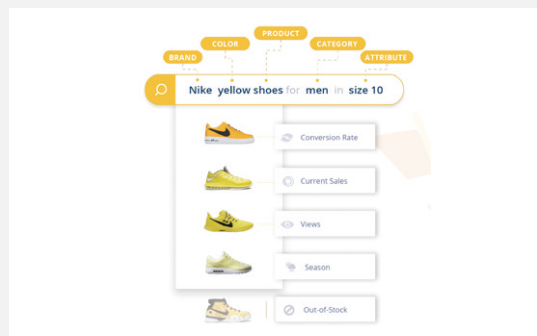 PRODUCT
COLOR
CATEGORY
BRAND
ATTRIBUTE
Nike yellow shoes for men in size 10
Conversion Rate
Current Sales
Views
Season
Out-of-Stock